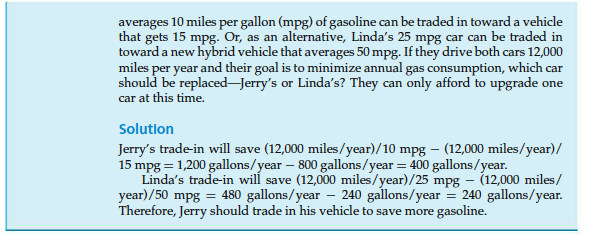 averages 10 miles per gallon (mpg) of gasoline can be traded in toward a vehicle
that gets 15 mpg. Or, as an alternative, Linda's 25 mpg car can be traded in
toward a new hybrid vehicle that averages 50 mpg. If they drive both cars 12,000
miles per year and their goal is to minimize annual gas consumption, which car
should be replaced—Jerry's or Linda's? They can only afford to upgrade one
car at this time.
Solution
Jerry's trade-in will save (12,000 miles/year)/10 mpg − (12,000 miles/year)/
15 mpg = 1,200 gallons/year − 800 gallons/year = 400 gallons/year.
Linda's trade-in will save (12,000 miles/year)/25 mpg − (12,000 miles/
year)/50 mpg = 480 gallons/year − 240 gallons/year = 240 gallons/year.
Therefore, Jerry should trade in his vehicle to save more gasoline.